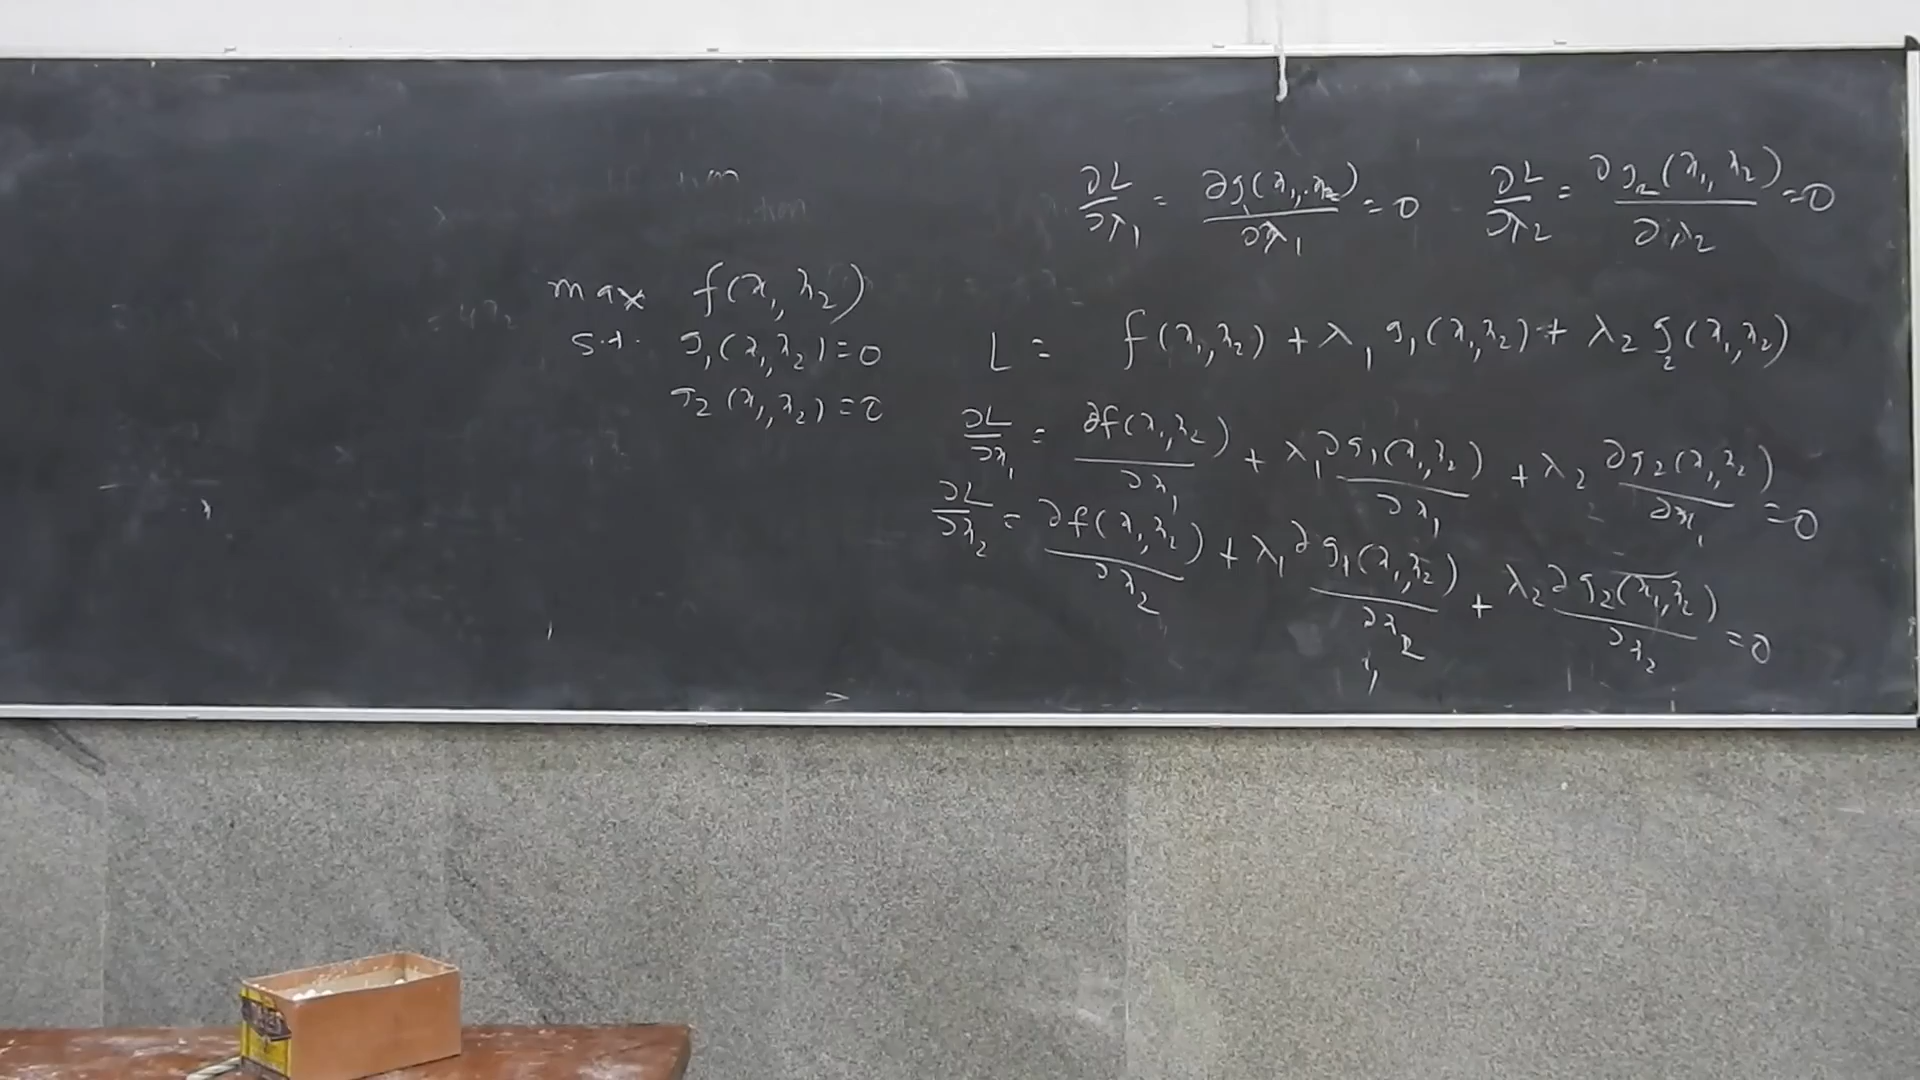 max f(x₁, x₂)
s.t. g₁(x₁, x₂) = 0
g₂(x₁, x₂) = 0
∂L/∂λ₁ = ∂g₁(x₁, x₂)/∂λ₁ = 0 ∂L/∂λ₂ = ∂g₂(x₁, x₂)/∂λ₂ = 0
L = f(x₁, x₂) + λ₁ g₁(x₁, x₂) + λ₂ g₂(x₁, x₂)
∂L/∂x₁ = ∂f(x₁, x₂)/∂x₁ + λ₁ ∂g₁(x₁, x₂)/∂x₁ + λ₂ ∂g₂(x₁, x₂)/∂x₁ = 0
∂L/∂x₂ = ∂f(x₁, x₂)/∂x₂ + λ₁ ∂g₁(x₁, x₂)/∂x₂ + λ₂ ∂g₂(x₁, x₂)/∂x₂ = 0